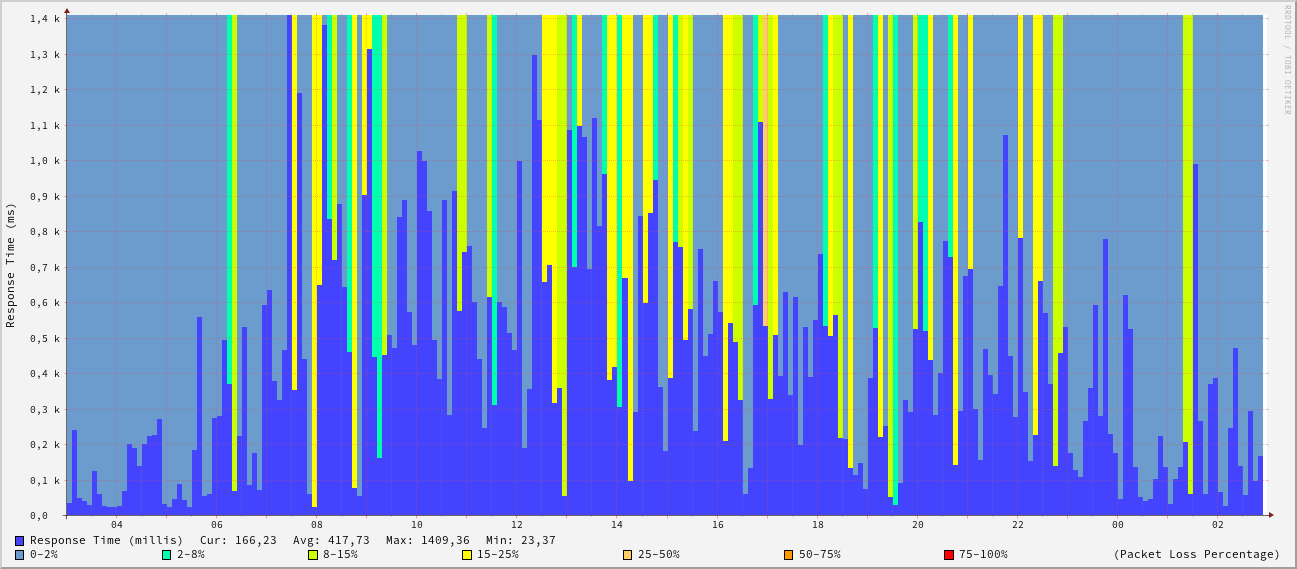 RRDTOOL / TOBI OETIKER
Response Time (ms)
1,4 k
1,3 k
1,2 k
1,1 k
1,0 k
0,9 k
0,8 k
0,7 k
0,6 k
0,5 k
0,4 k
0,3 k
0,2 k
0,1 k
0,0
04 06 08 10 12 14 16 18 20 22 00 02
Response Time (millis) Cur: 166,23 Avg: 417,73 Max: 1409,36 Min: 23,37
0-2% 2-8% 8-15% 15-25% 25-50% 50-75% 75-100% (Packet Loss Percentage)